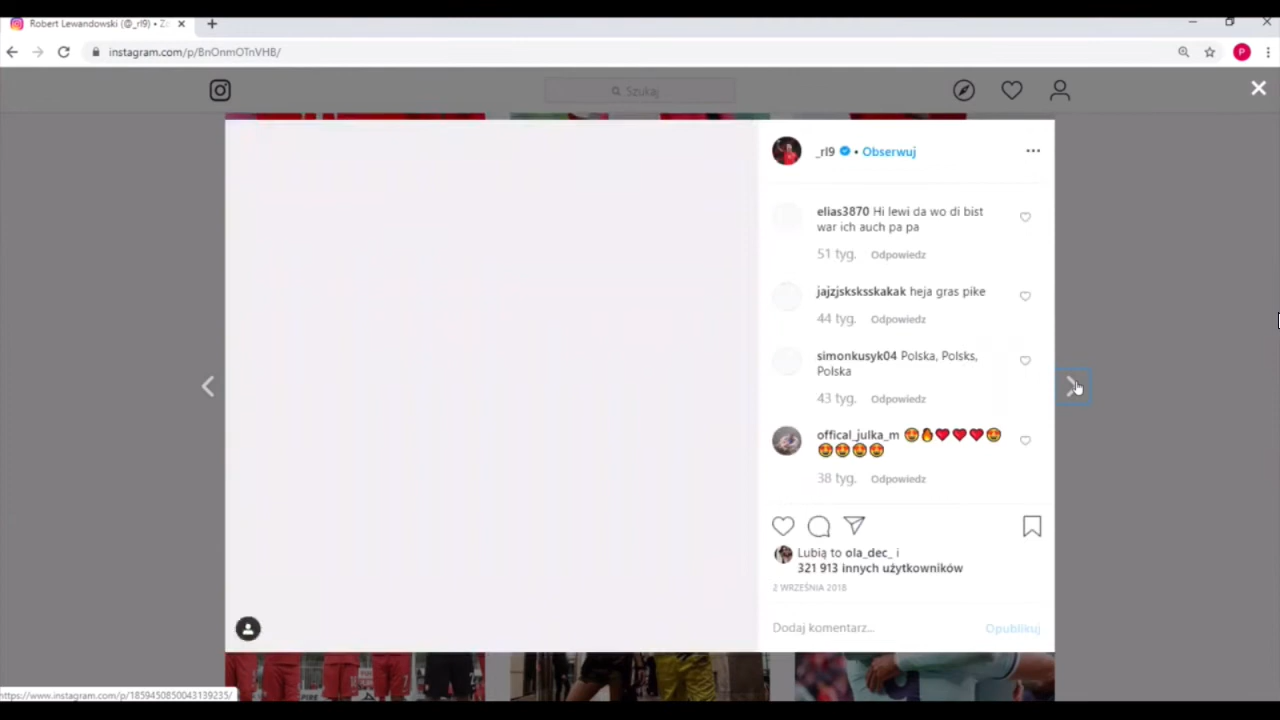 Robert Lewandowski (@_rl9) • Z
instagram.com/p/BnOnmOTnVHB/
P
Szukaj
_rl9 • Obserwuj
elias3870 Hi lewi da wo di bist
war ich auch pa pa
51 tyg. Odpowiedz
jajzjsksksskakak heja gras pike
44 tyg. Odpowiedz
simonkusyk04 Polska, Polsks,
Polska
43 tyg. Odpowiedz
offical_julka_m 😍🔥❤️❤️❤️😍
😍😍😍😍
38 tyg. Odpowiedz
Lubią to ola_dec_ i
321 913 innych użytkowników
2 WRZEŚNIA 2018
Dodaj komentarz... Opublikuj
https://www.instagram.com/p/1859450850043139235/